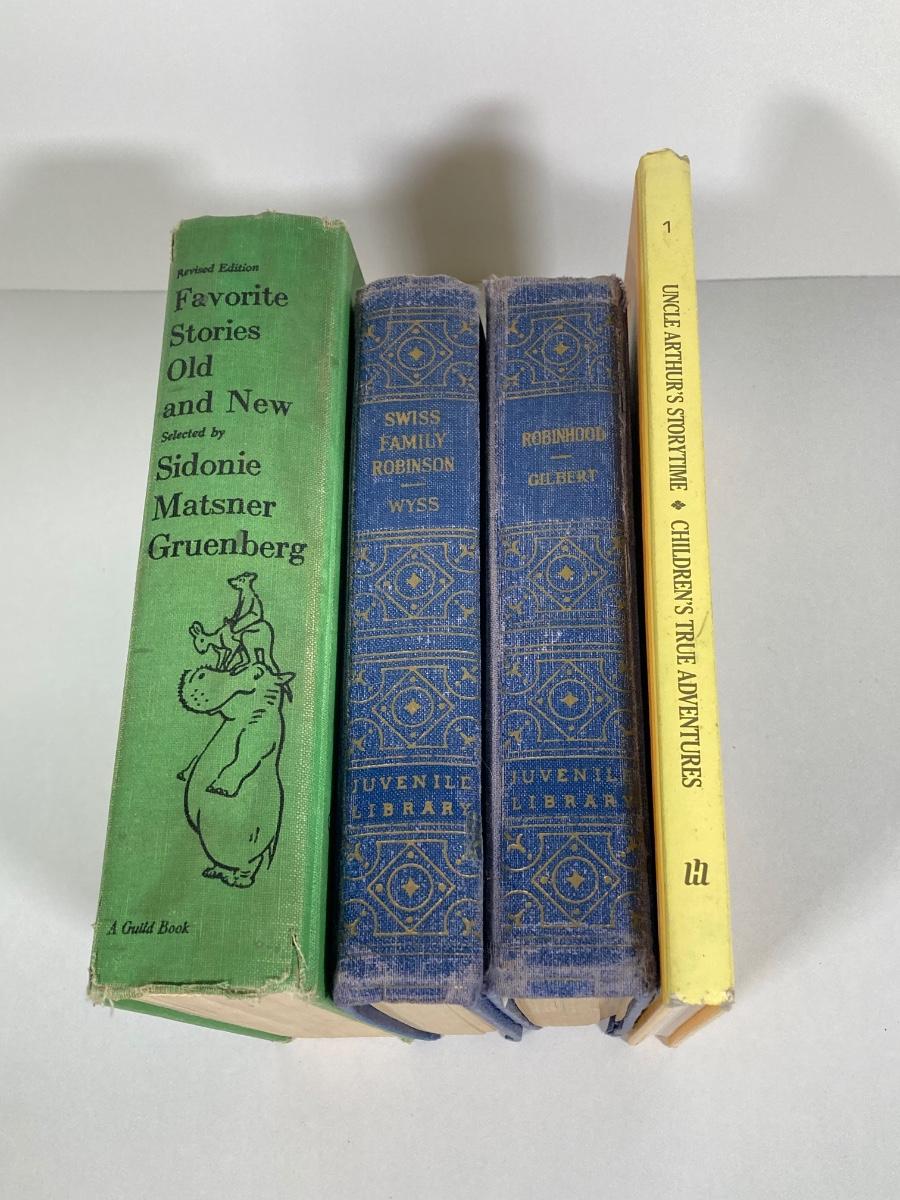 Revised Edition
Favorite
Stories
Old
and New
Selected by
Sidonie
Matsner
Gruenberg
A Guild Book
SWISS
FAMILY
ROBINSON
WYSS
JUVENILE
LIBRARY
ROBINHOOD
GILBERT
JUVENIL
LIBRARY
1
UNCLE ARTHUR'S STORYTIME ❖ CHILDREN'S TRUE ADVENTURES